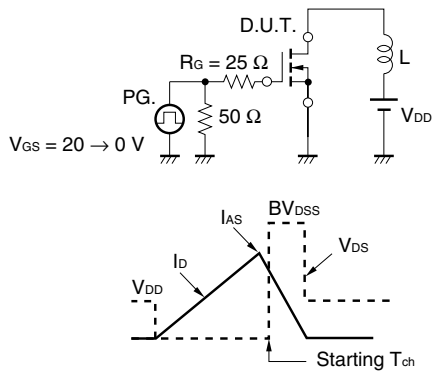 D.U.T.
RG = 25 Ω
L
PG.
50 Ω
VDD
VGS = 20 → 0 V
BVDSS
IAS
VDS
ID
VDD
Starting Tch